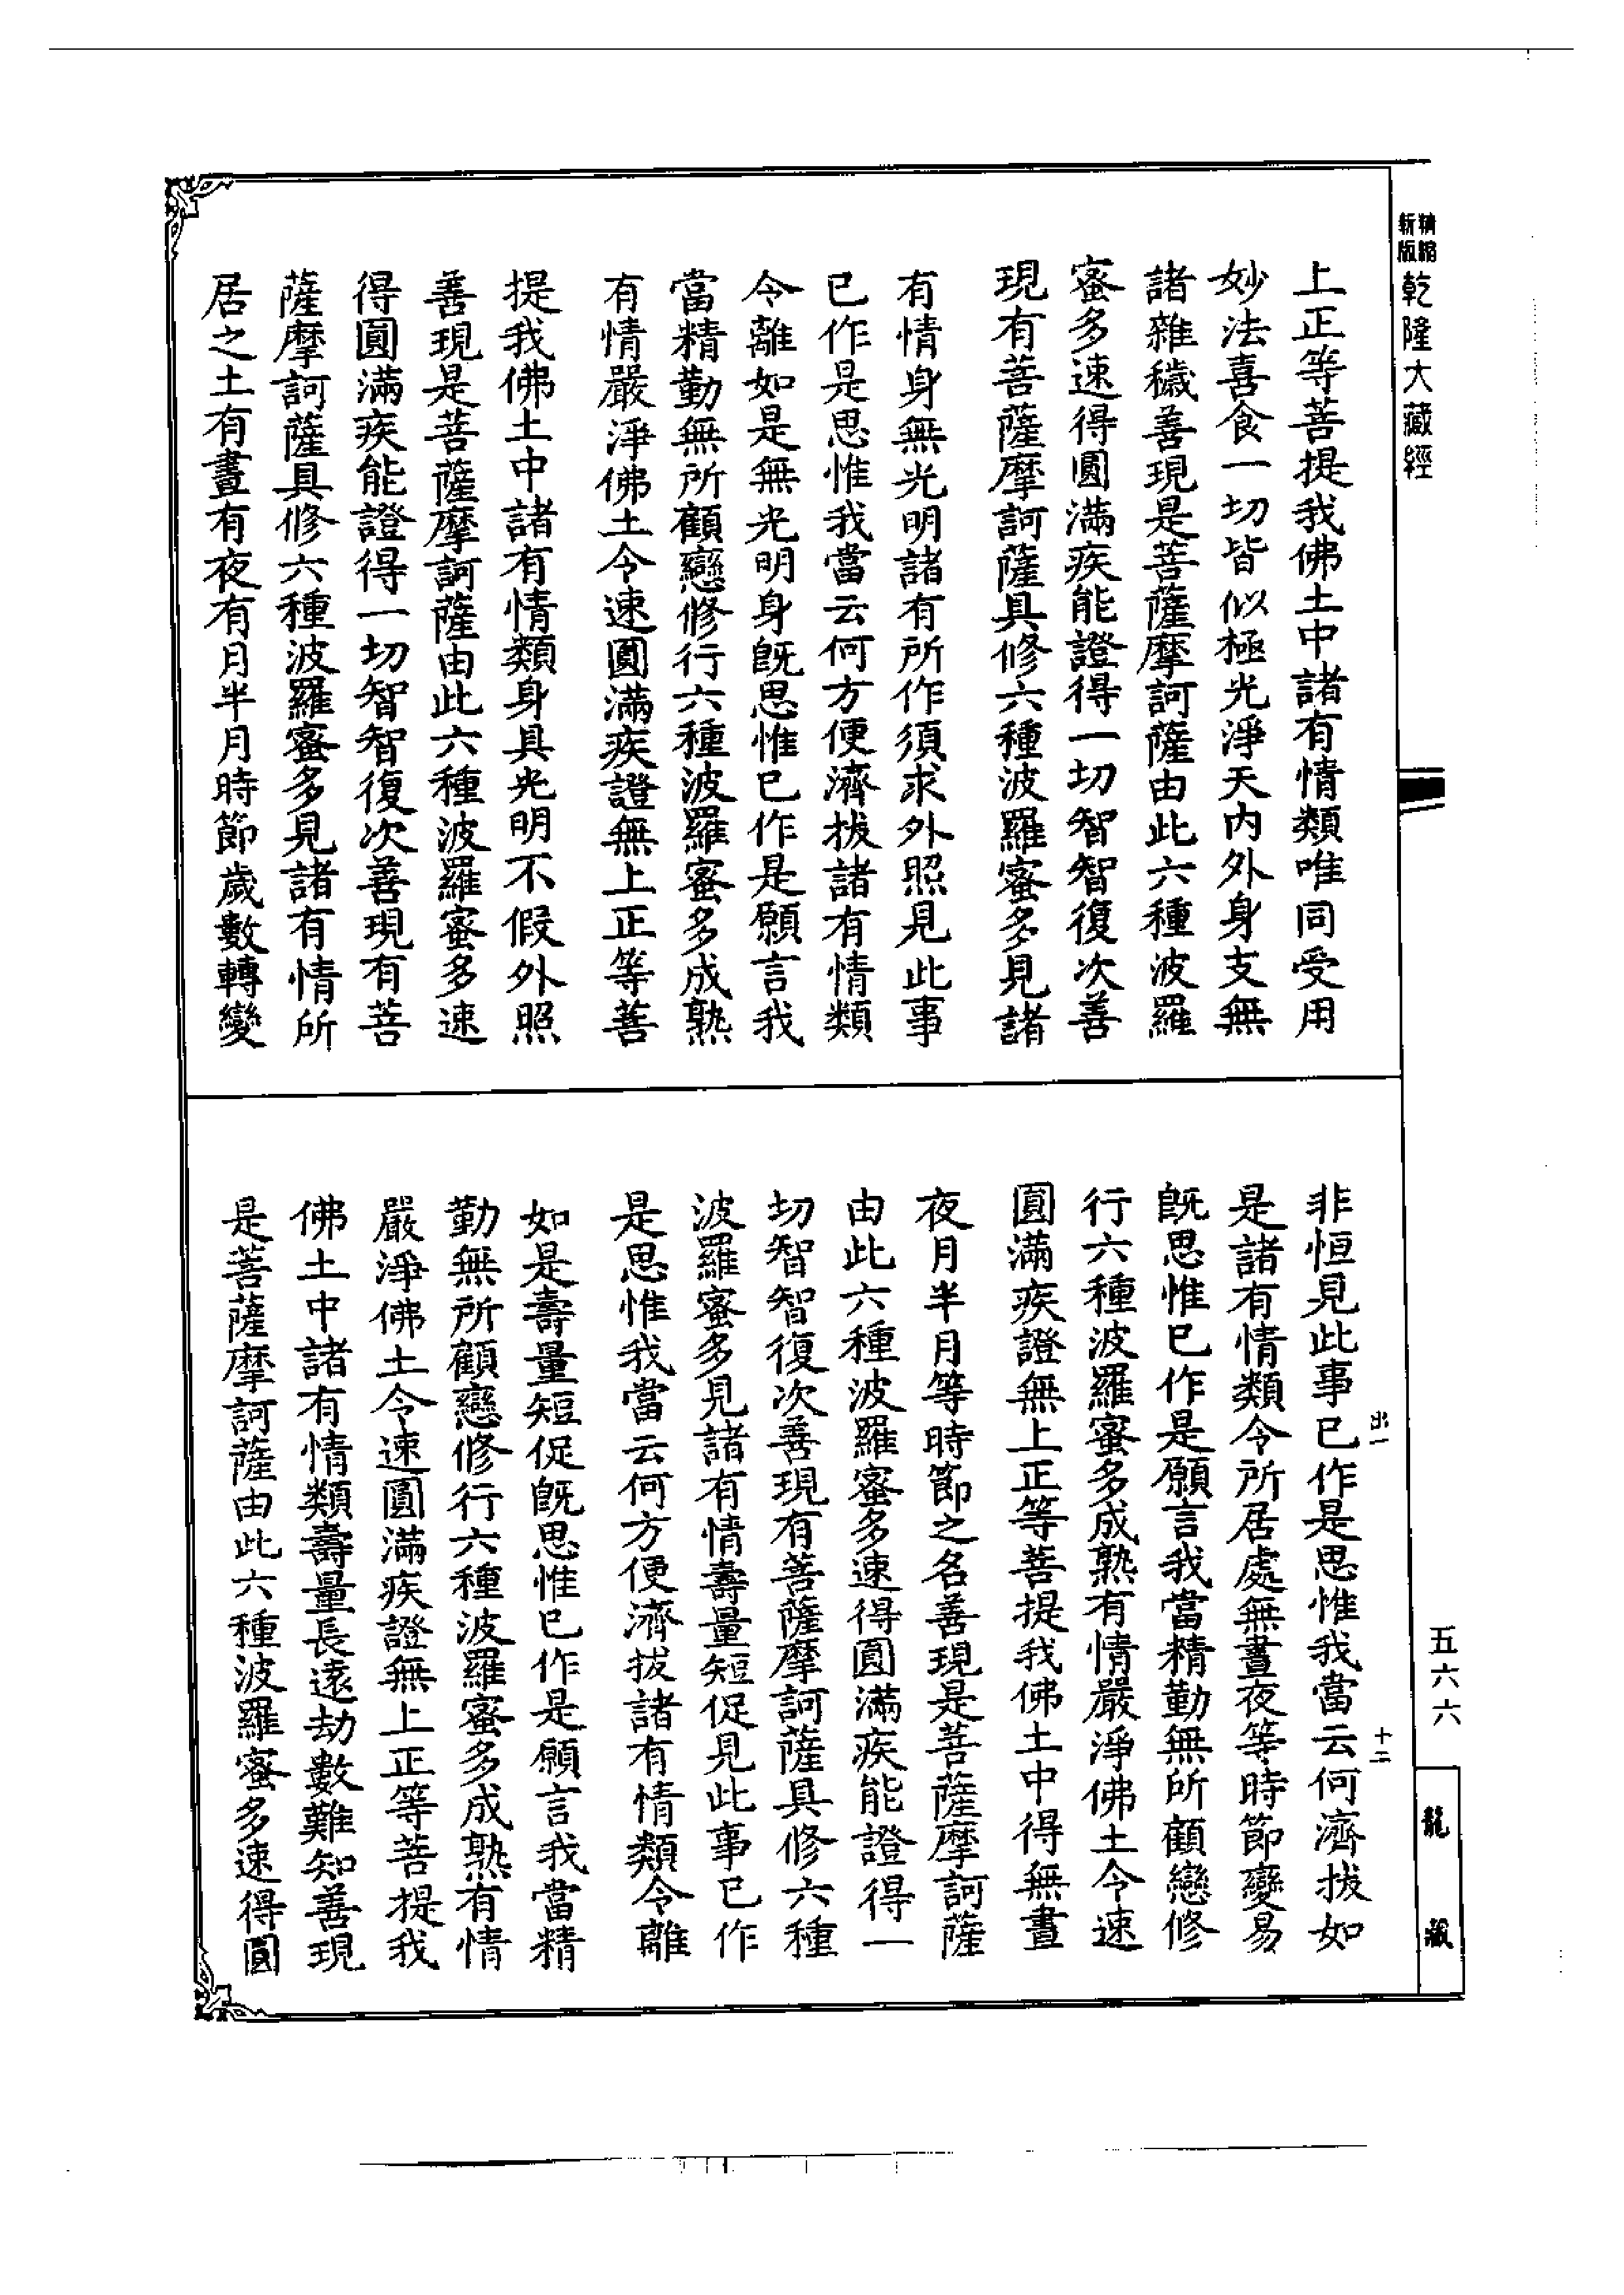 精縮新版
乾隆大藏經
上正等菩提我佛土中諸有情類唯同受用
妙法喜食一切皆似極光淨天內外身支無
諸雜穢善現是菩薩摩訶薩由此六種波羅
蜜多速得圓滿疾能證得一切智智復次善
現有菩薩摩訶薩具修六種波羅蜜多見諸
有情身無光明諸有所作須求外照見此事
已作是思惟我當云何方便濟拔諸有情類
令離如是無光明身旣思惟已作是願言我
當精勤無所顧戀修行六種波羅蜜多成熟
有情嚴淨佛土令速圓滿疾證無上正等菩
提我佛土中諸有情類身具光明不假外照
善現是菩薩摩訶薩由此六種波羅蜜多速
得圓滿疾能證得一切智智復次善現有菩
薩摩訶薩具修六種波羅蜜多見諸有情所
居之土有晝有夜有月半月時節歲數轉變
非恒見此事已作是思惟我當云何濟拔如
是諸有情類令所居處無晝夜等時節變易
旣思惟已作是願言我當精勤無所顧戀修
行六種波羅蜜多成熟有情嚴淨佛土令速
圓滿疾證無上正等菩提我佛土中得無晝
夜月半月等時節之名善現是菩薩摩訶薩
由此六種波羅蜜多速得圓滿疾能證得一
切智智復次善現有菩薩摩訶薩具修六種
波羅蜜多見諸有情壽量短促見此事已作
是思惟我當云何方便濟拔諸有情類令離
如是壽量短促旣思惟已作是願言我當精
勤無所顧戀修行六種波羅蜜多成熟有情
嚴淨佛土令速圓滿疾證無上正等菩提我
佛土中諸有情類壽量長遠劫數難知善現
是菩薩摩訶薩由此六種波羅蜜多速得圓
出一
十二
五六六
龍藏